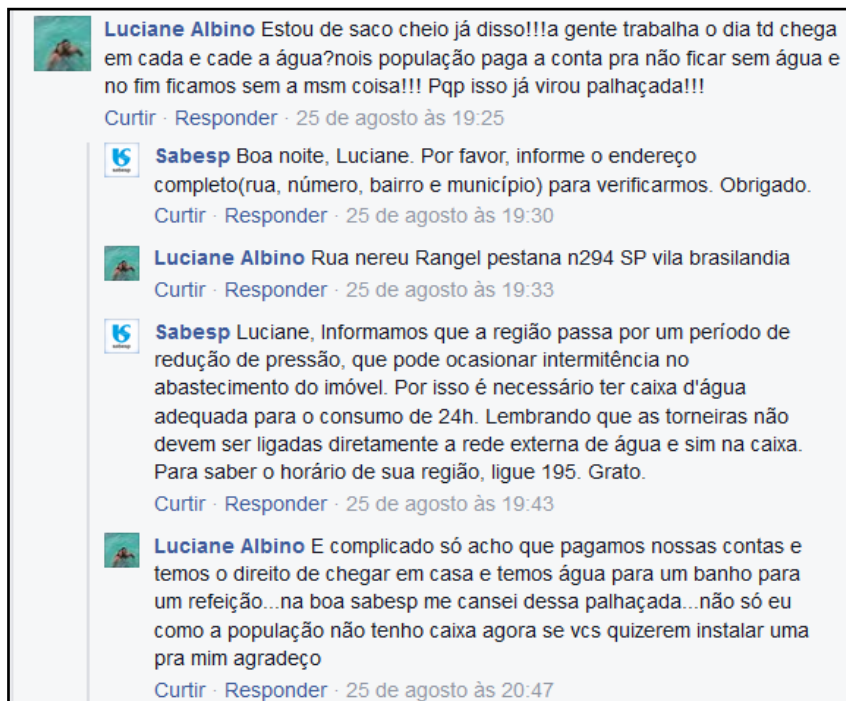 Luciane Albino Estou de saco cheio já disso!!!a gente trabalha o dia td chega
em cada e cade a água?nois população paga a conta pra não ficar sem água e
no fim ficamos sem a msm coisa!!! Pqp isso já virou palhaçada!!!
Curtir · Responder · 25 de agosto às 19:25
sabesp
Sabesp Boa noite, Luciane. Por favor, informe o endereço
completo(rua, número, bairro e município) para verificarmos. Obrigado.
Curtir · Responder · 25 de agosto às 19:30
Luciane Albino Rua nereu Rangel pestana n294 SP vila brasilandia
Curtir · Responder · 25 de agosto às 19:33
sabesp
Sabesp Luciane, Informamos que a região passa por um período de
redução de pressão, que pode ocasionar intermitência no
abastecimento do imóvel. Por isso é necessário ter caixa d'água
adequada para o consumo de 24h. Lembrando que as torneiras não
devem ser ligadas diretamente a rede externa de água e sim na caixa.
Para saber o horário de sua região, ligue 195. Grato.
Curtir · Responder · 25 de agosto às 19:43
Luciane Albino E complicado só acho que pagamos nossas contas e
temos o direito de chegar em casa e temos água para um banho para
um refeição...na boa sabesp me cansei dessa palhaçada...não só eu
como a população não tenho caixa agora se vcs quizerem instalar uma
pra mim agradeço
Curtir · Responder · 25 de agosto às 20:47